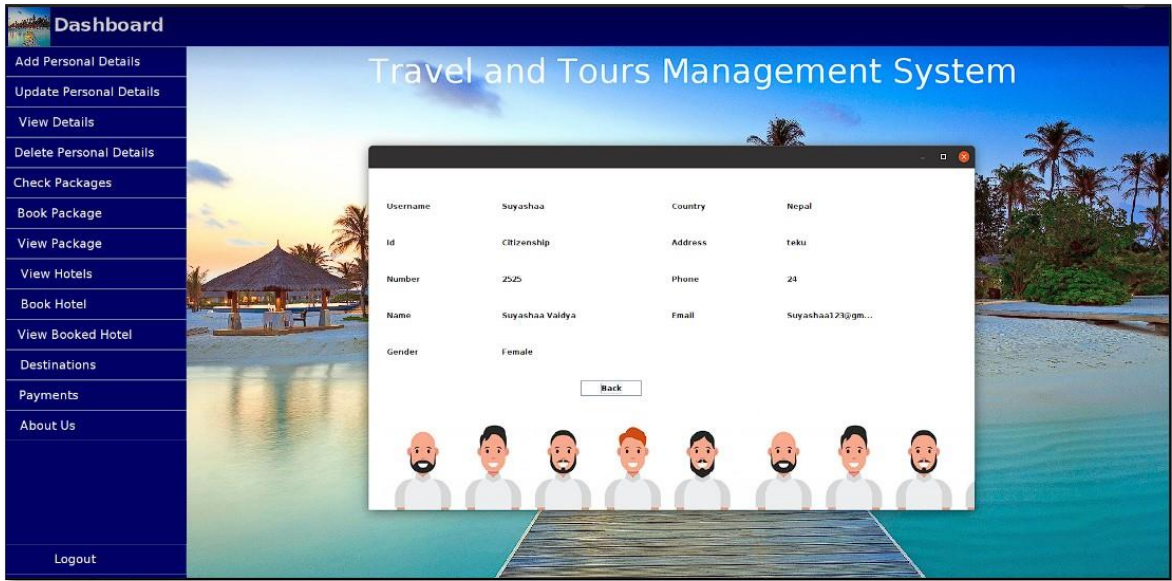 Dashboard
Add Personal Details
Update Personal Details
View Details
Delete Personal Details
Check Packages
Book Package
View Package
View Hotels
Book Hotel
View Booked Hotel
Destinations
Payments
About Us
Logout
Travel and Tours Management System
Username Suyashaa Country Nepal
Id Citizenship Address teku
Number 2525 Phone 24
Name Suyashaa Vaidya Email Suyashaa123@gm...
Gender Female
Back